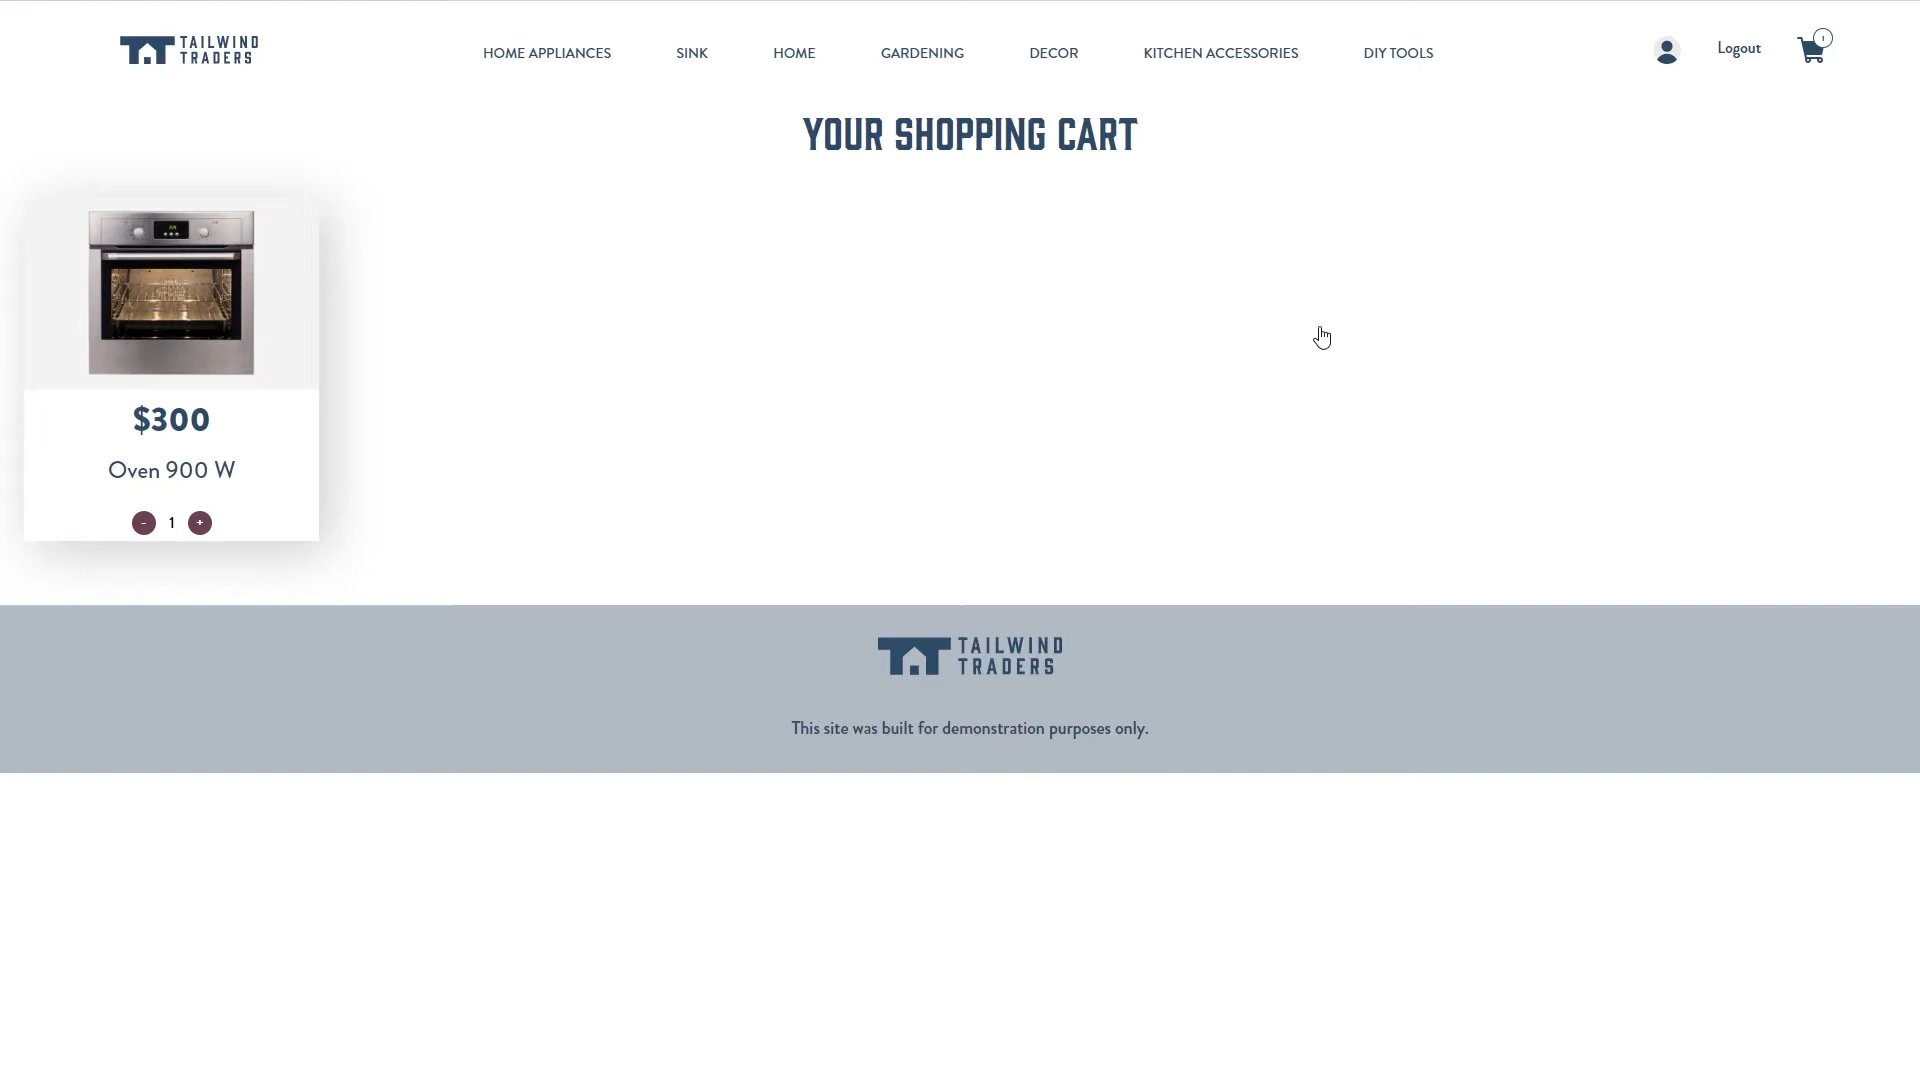 TAILWIND
TRADERS
HOME APPLIANCES
SINK
HOME
GARDENING
DECOR
KITCHEN ACCESSORIES
DIY TOOLS
Logout
1
YOUR SHOPPING CART
$300
Oven 900 W
- 1 +
TAILWIND
TRADERS
This site was built for demonstration purposes only.